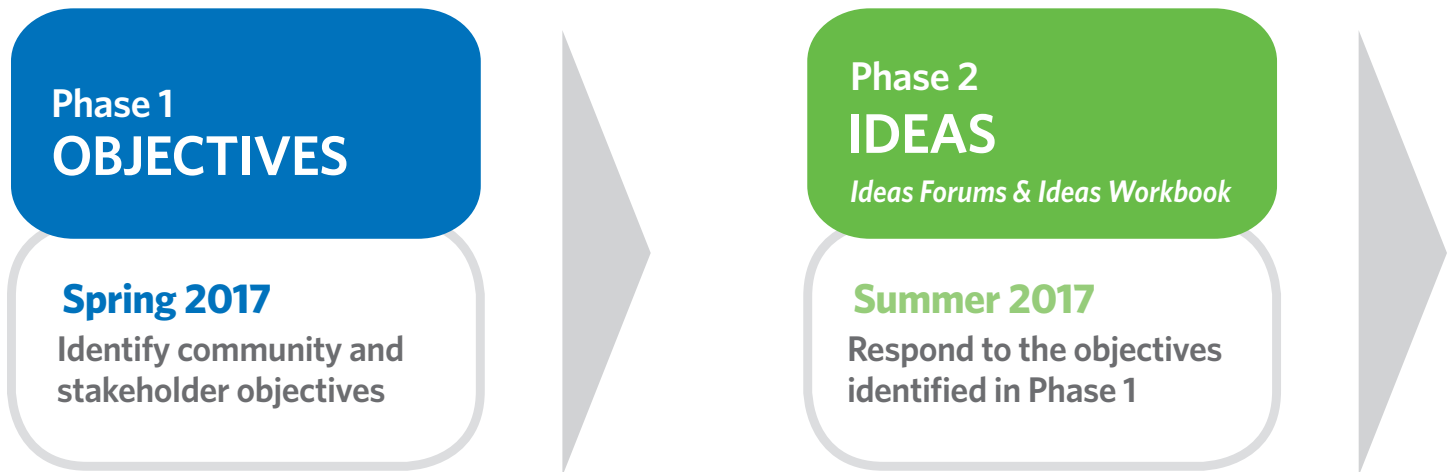 Phase 1
OBJECTIVES
Spring 2017
Identify community and
stakeholder objectives
Phase 2
IDEAS
Ideas Forums & Ideas Workbook
Summer 2017
Respond to the objectives
identified in Phase 1